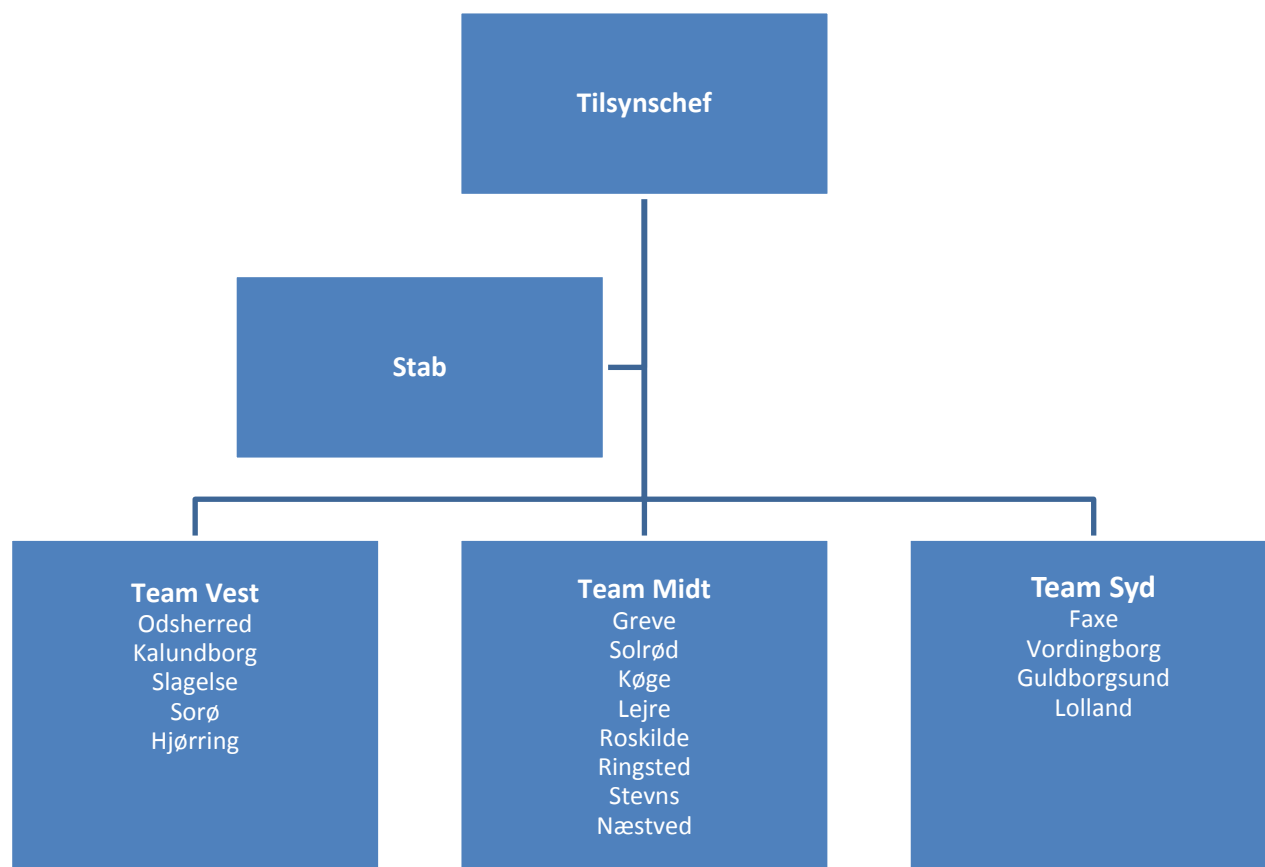 Tilsynschef
Stab
Team Vest
Odsherred
Kalundborg
Slagelse
Sorø
Hjørring
Team Midt
Greve
Solrød
Køge
Lejre
Roskilde
Ringsted
Stevns
Næstved
Team Syd
Faxe
Vordingborg
Guldborgsund
Lolland